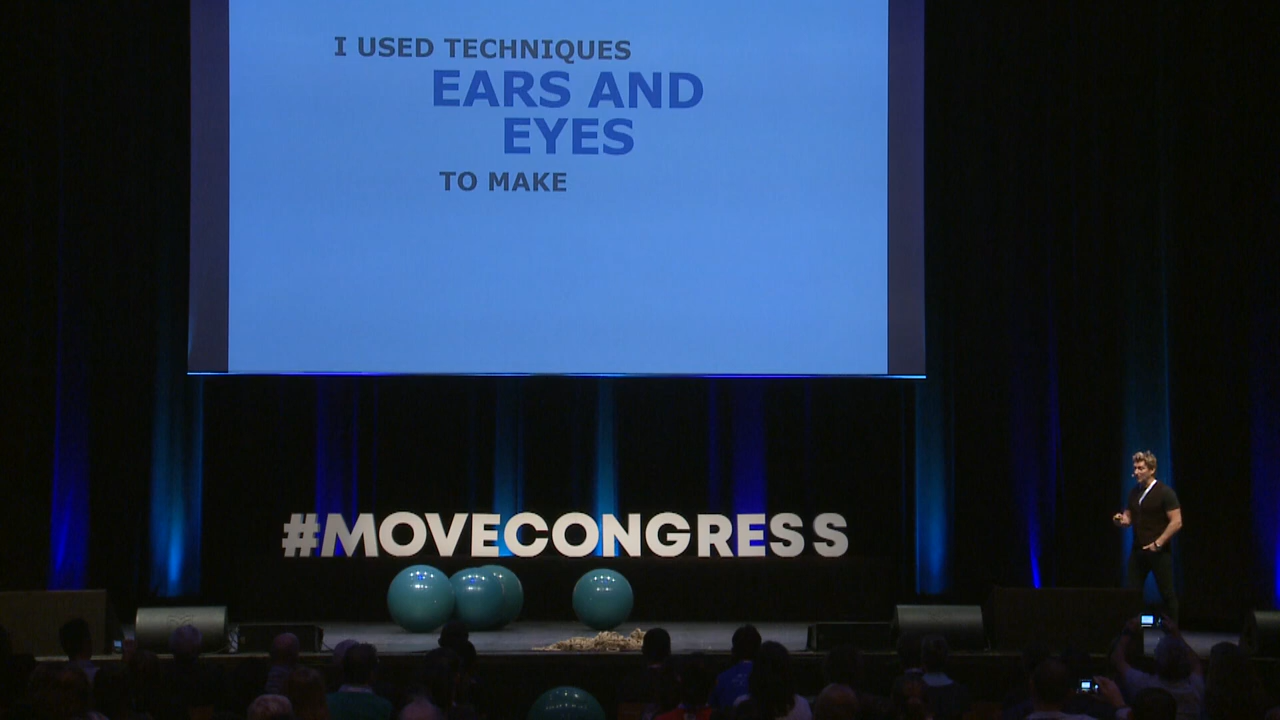 I USED TECHNIQUES
EARS AND
EYES
TO MAKE
#MOVECONGRESS